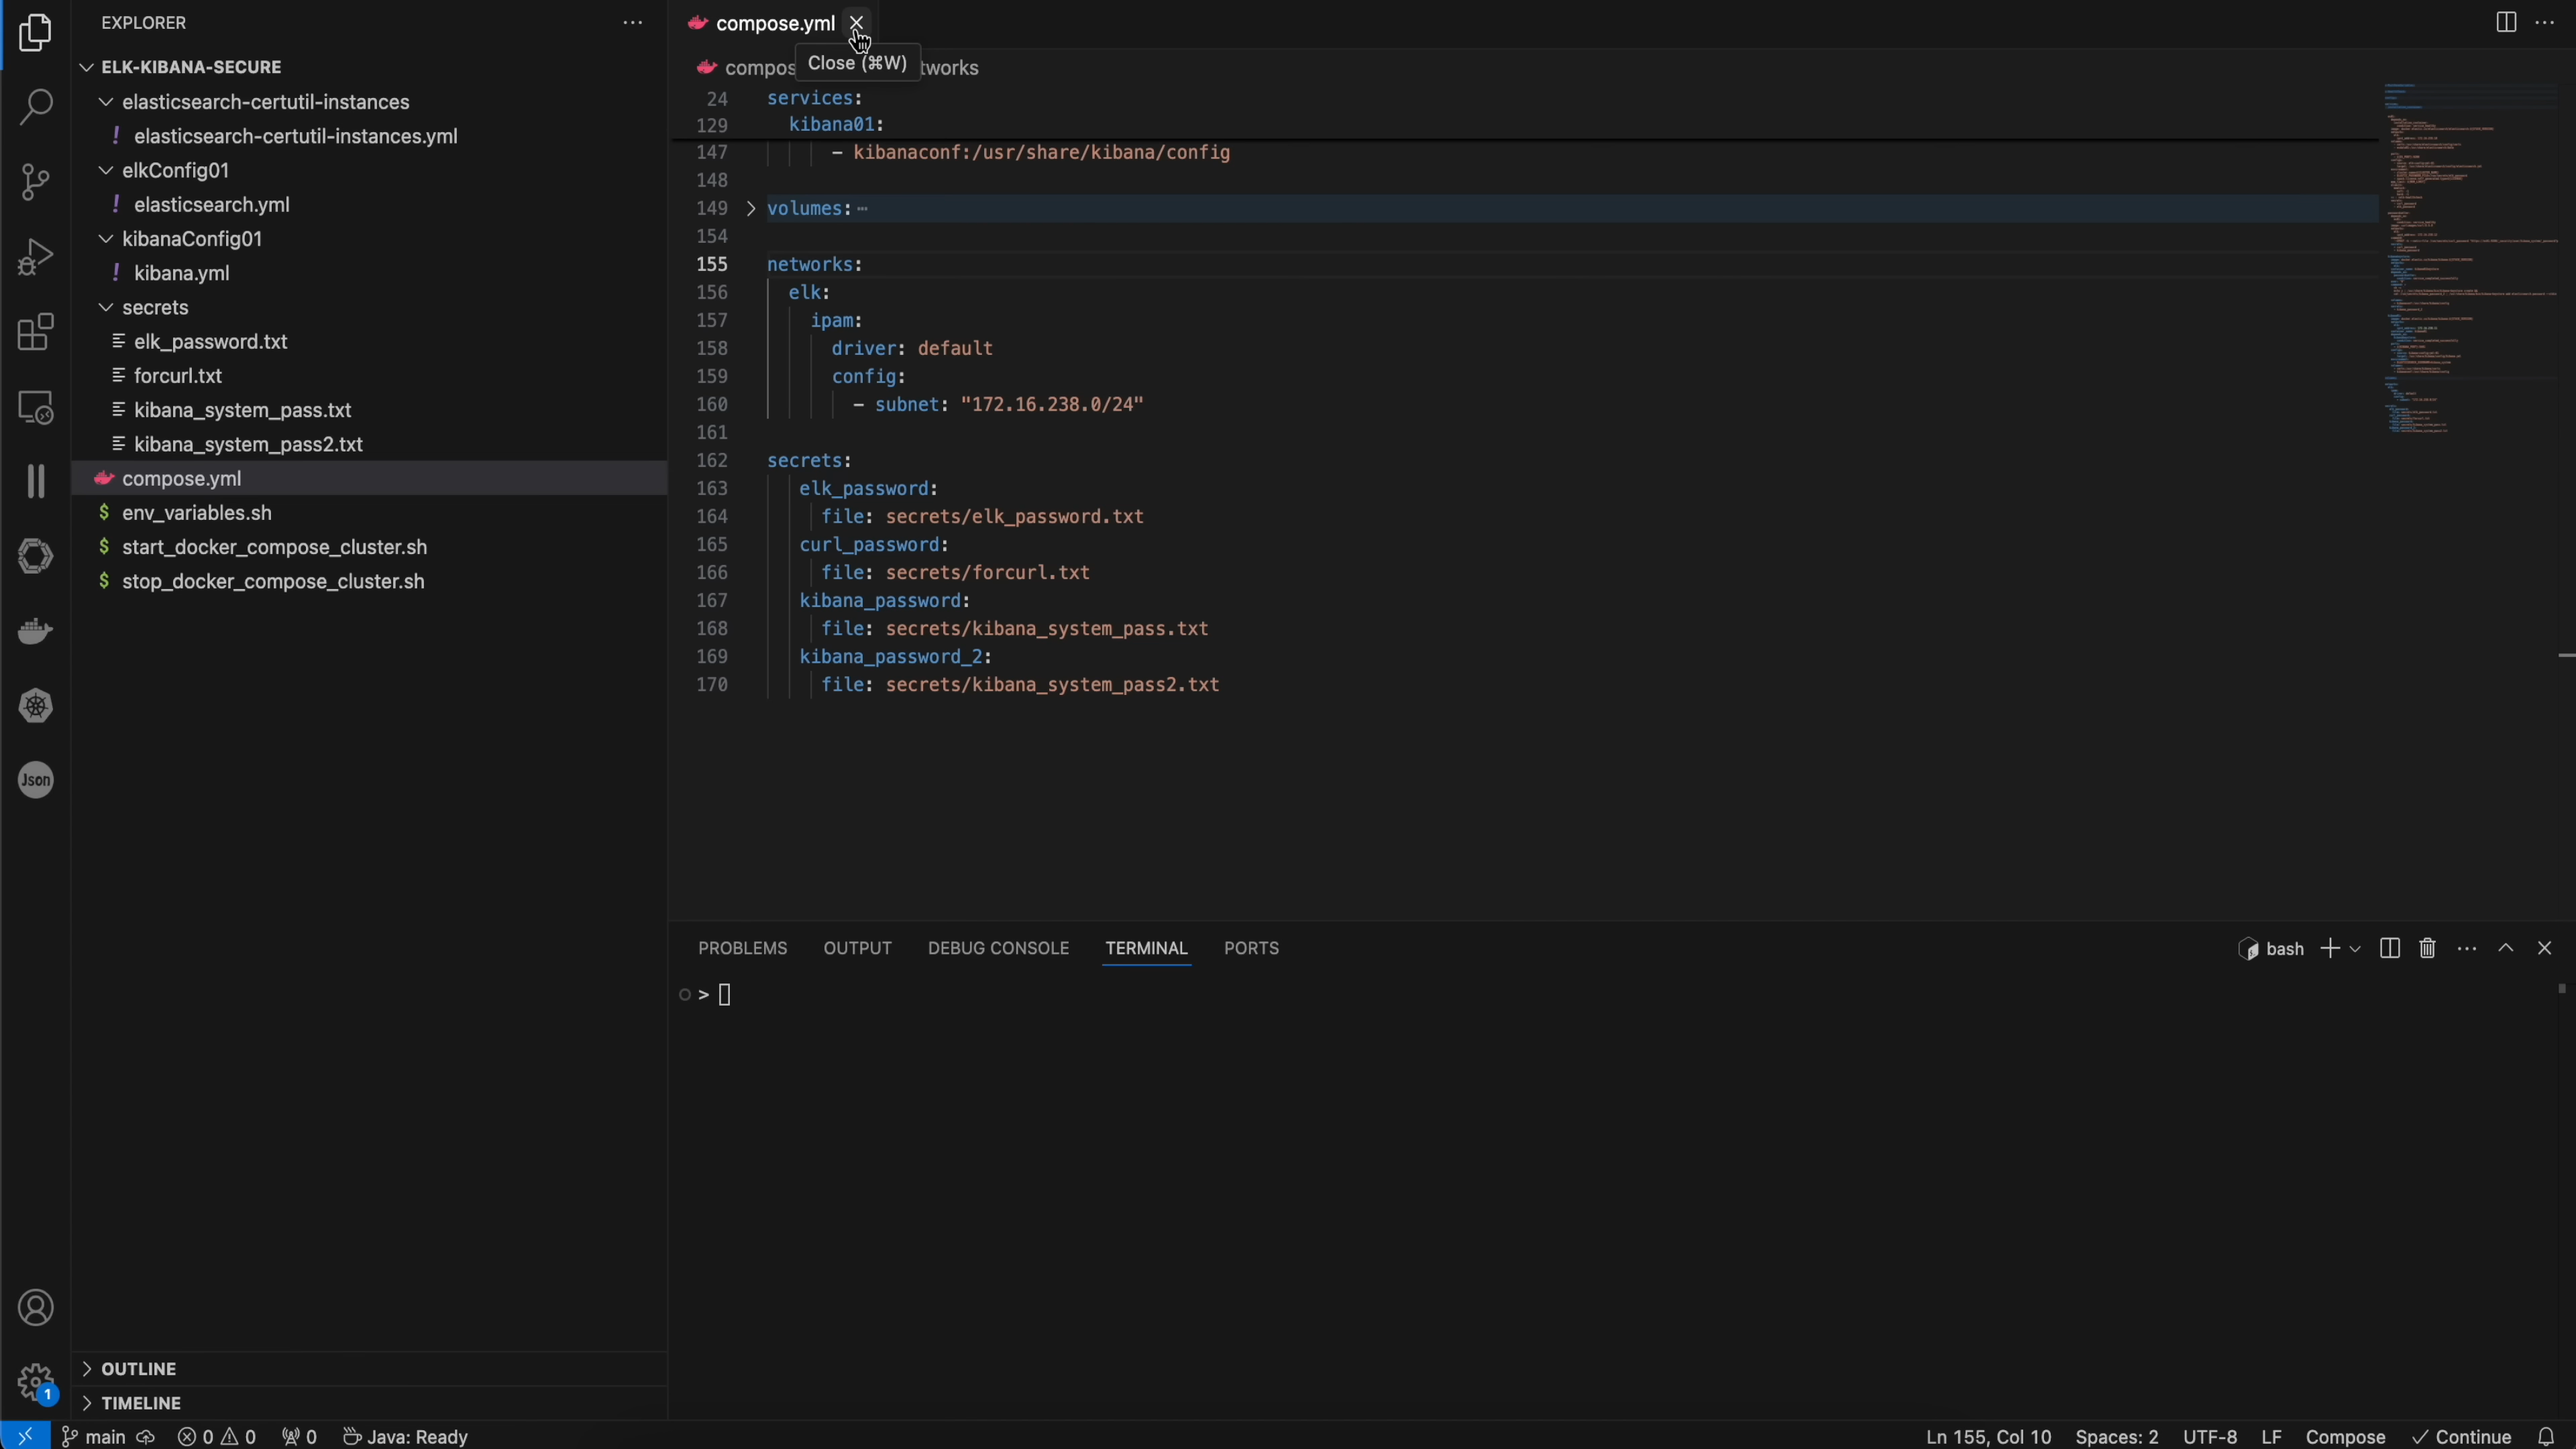 EXPLORER
ELK-KIBANA-SECURE
elasticsearch-certutil-instances
! elasticsearch-certutil-instances.yml
elkConfig01
! elasticsearch.yml
kibanaConfig01
! kibana.yml
secrets
elk_password.txt
forcurl.txt
kibana_system_pass.txt
kibana_system_pass2.txt
compose.yml
$ env_variables.sh
$ start_docker_compose_cluster.sh
$ stop_docker_compose_cluster.sh
Json
OUTLINE
TIMELINE
1
compose.yml
Close (⌘W)
compos tworks
24 services:
129 kibana01:
147 - kibanaconf:/usr/share/kibana/config
148
149 volumes: ⋯
154
155 networks:
156 elk:
157 ipam:
158 driver: default
159 config:
160 - subnet: "172.16.238.0/24"
161
162 secrets:
163 elk_password:
164 file: secrets/elk_password.txt
165 curl_password:
166 file: secrets/forcurl.txt
167 kibana_password:
168 file: secrets/kibana_system_pass.txt
169 kibana_password_2:
170 file: secrets/kibana_system_pass2.txt
PROBLEMS OUTPUT DEBUG CONSOLE TERMINAL PORTS
bash
>
main 0 0 0 Java: Ready
Ln 155, Col 10 Spaces: 2 UTF-8 LF Compose Continue